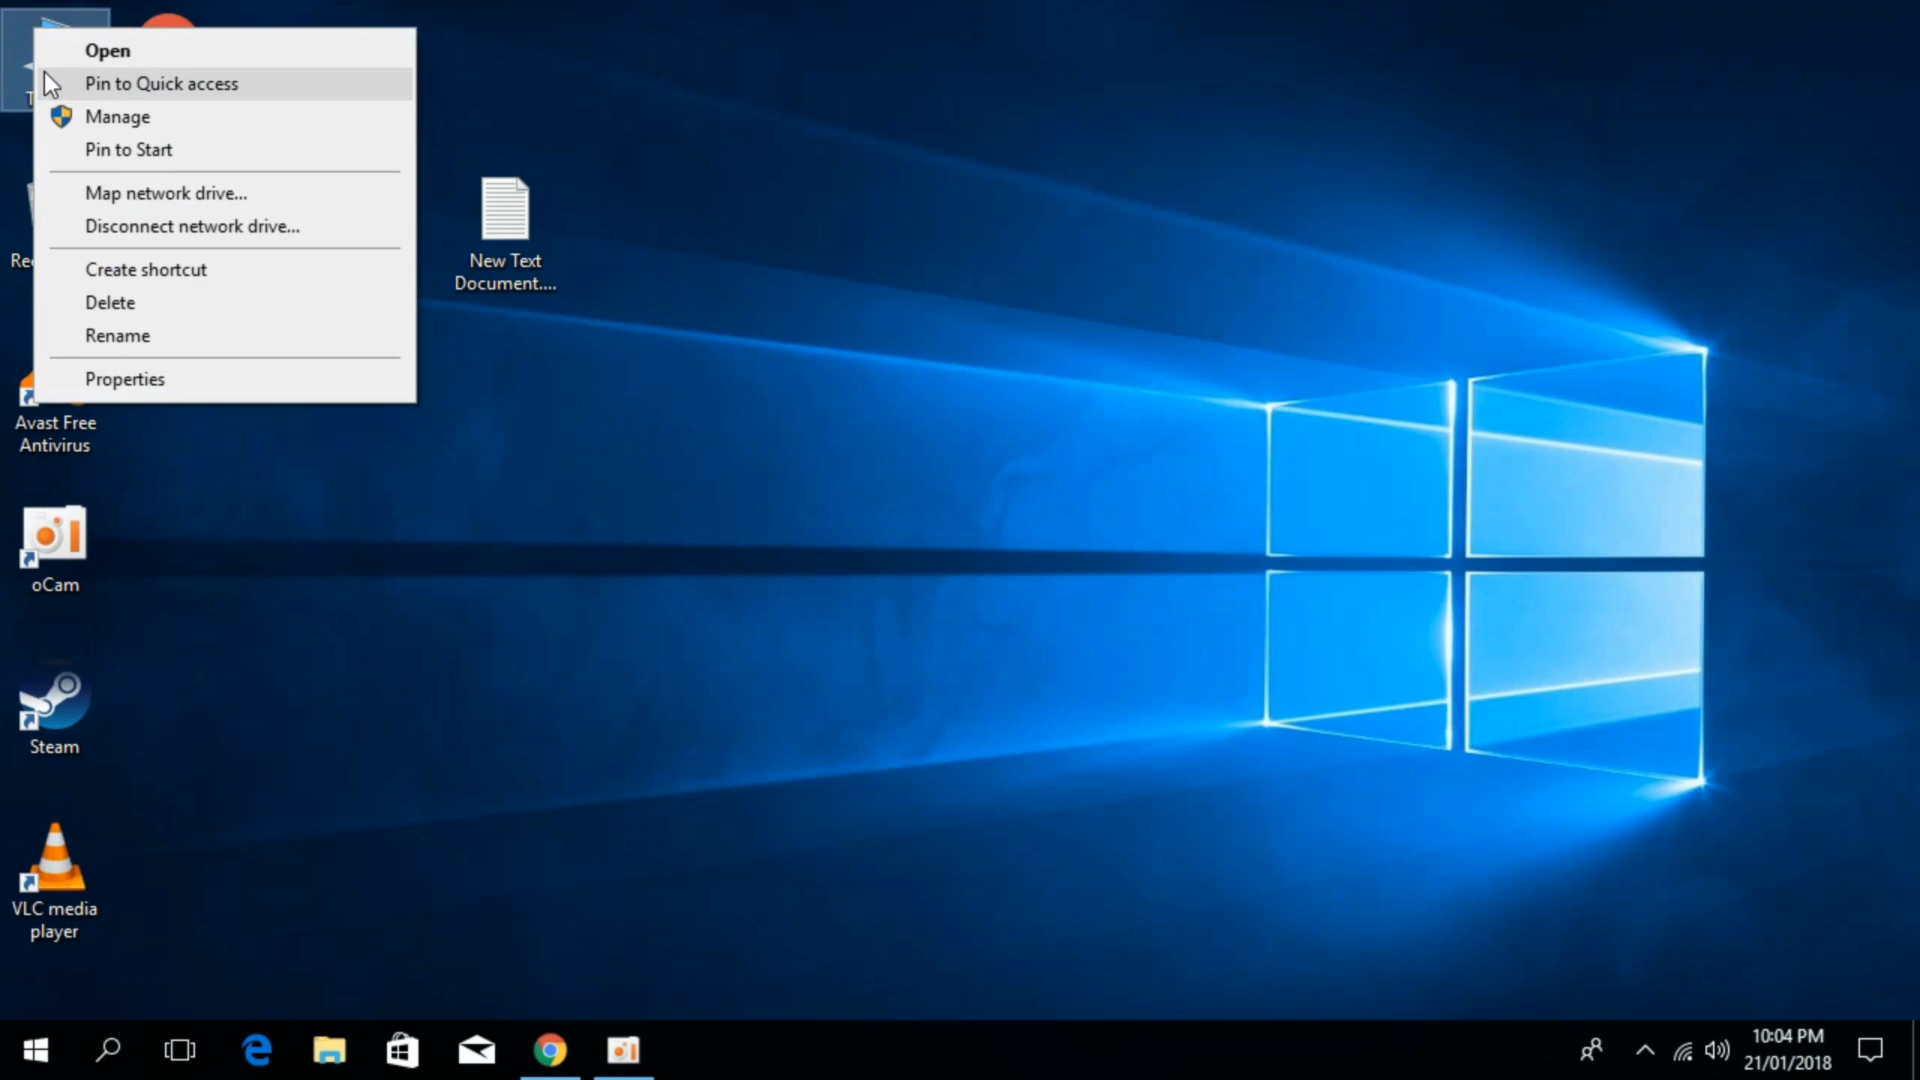 Open
Pin to Quick access
Manage
Pin to Start
Map network drive...
Disconnect network drive...
Create shortcut
Delete
Rename
Properties
New Text
Document....
Avast Free
Antivirus
oCam
Steam
VLC media
player
10:04 PM
21/01/2018